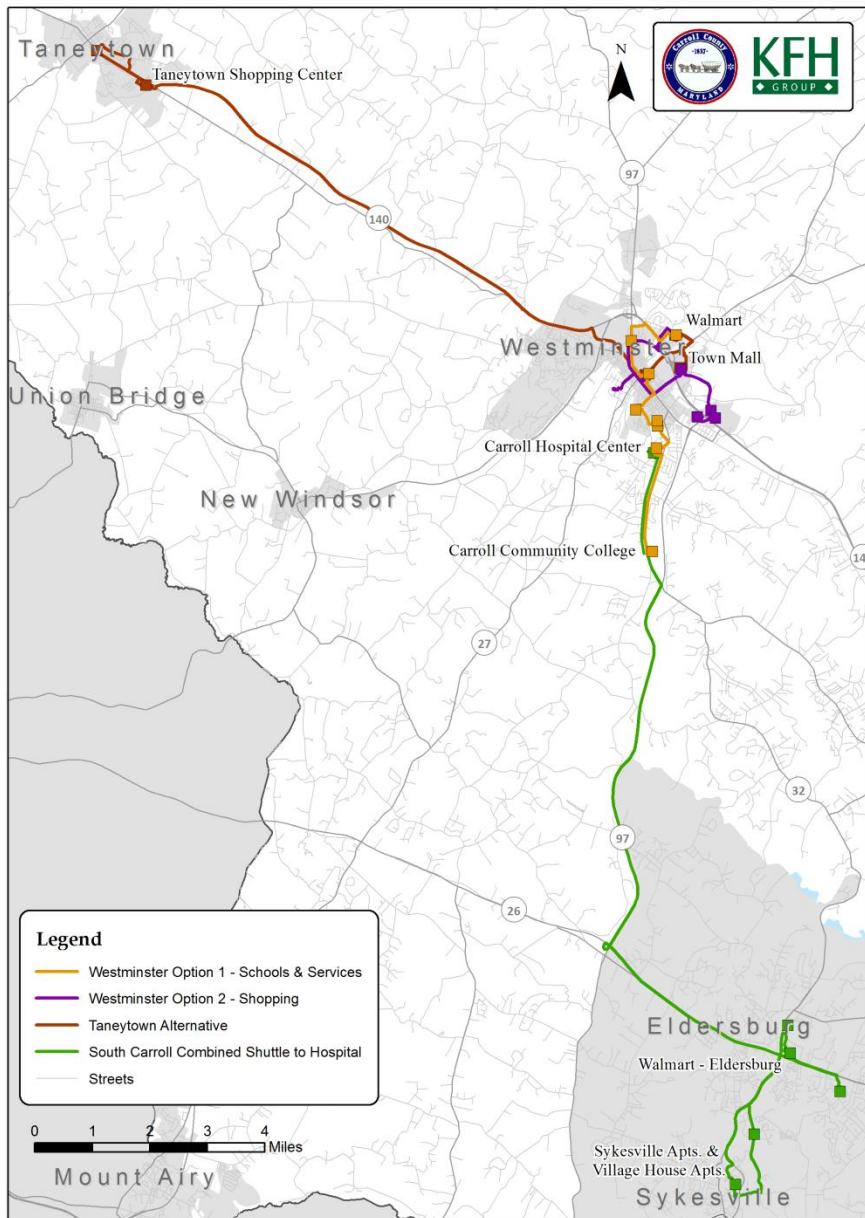 Taneytown
Taneytown Shopping Center
N
Carroll County
1837
MARYLAND
KFH
GROUP
97
140
Walmart
Westminster
Town Mall
Union Bridge
Carroll Hospital Center
New Windsor
Carroll Community College
14
27
32
97
26
Legend
Westminster Option 1 - Schools & Services
Westminster Option 2 - Shopping
Taneytown Alternative
South Carroll Combined Shuttle to Hospital
Streets
Eldersburg
Walmart - Eldersburg
0 1 2 3 4
Miles
Mount Airy
Sykesville Apts. &
Village House Apts.
Sykesville